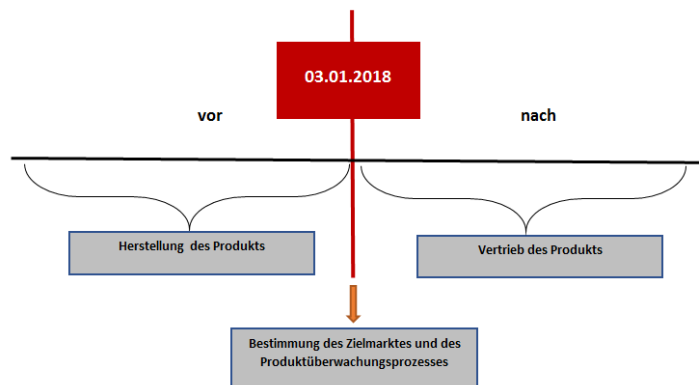 03.01.2018
vor
nach
Herstellung des Produkts
Vertrieb des Produkts
Bestimmung des Zielmarktes und des
Produktüberwachungsprozesses